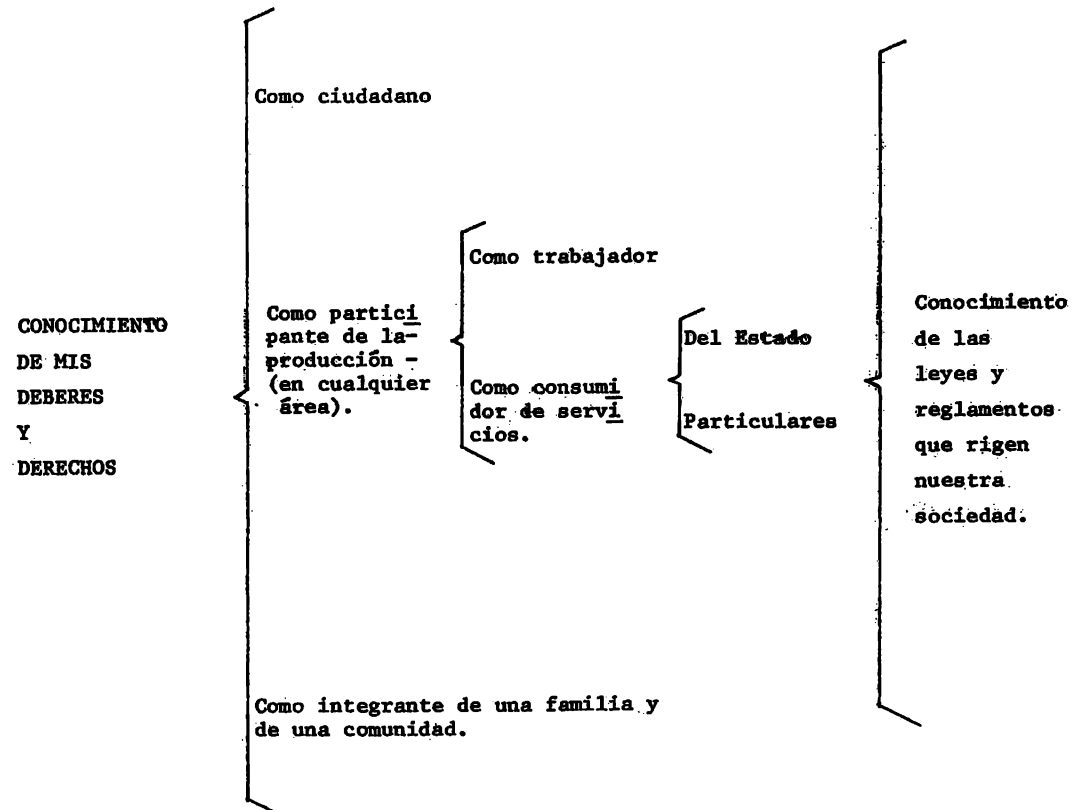 CONOCIMIENTO
DE MIS
DEBERES
Y
DERECHOS
Como ciudadano
Como partici
pante de la-
producción -
(en cualquier
área).
Como trabajador
Como consumi
dor de servi
cios.
Del Estado
Particulares
Como integrante de una familia y
de una comunidad.
Conocimiento
de las
leyes y
reglamentos
que rigen
nuestra
sociedad.